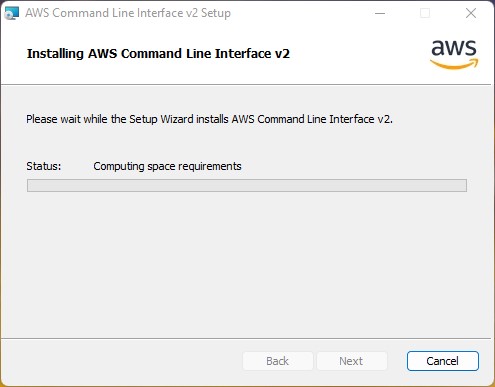 AWS Command Line Interface v2 Setup
Installing AWS Command Line Interface v2
aws
Please wait while the Setup Wizard installs AWS Command Line Interface v2.
Status: Computing space requirements
Back Next Cancel